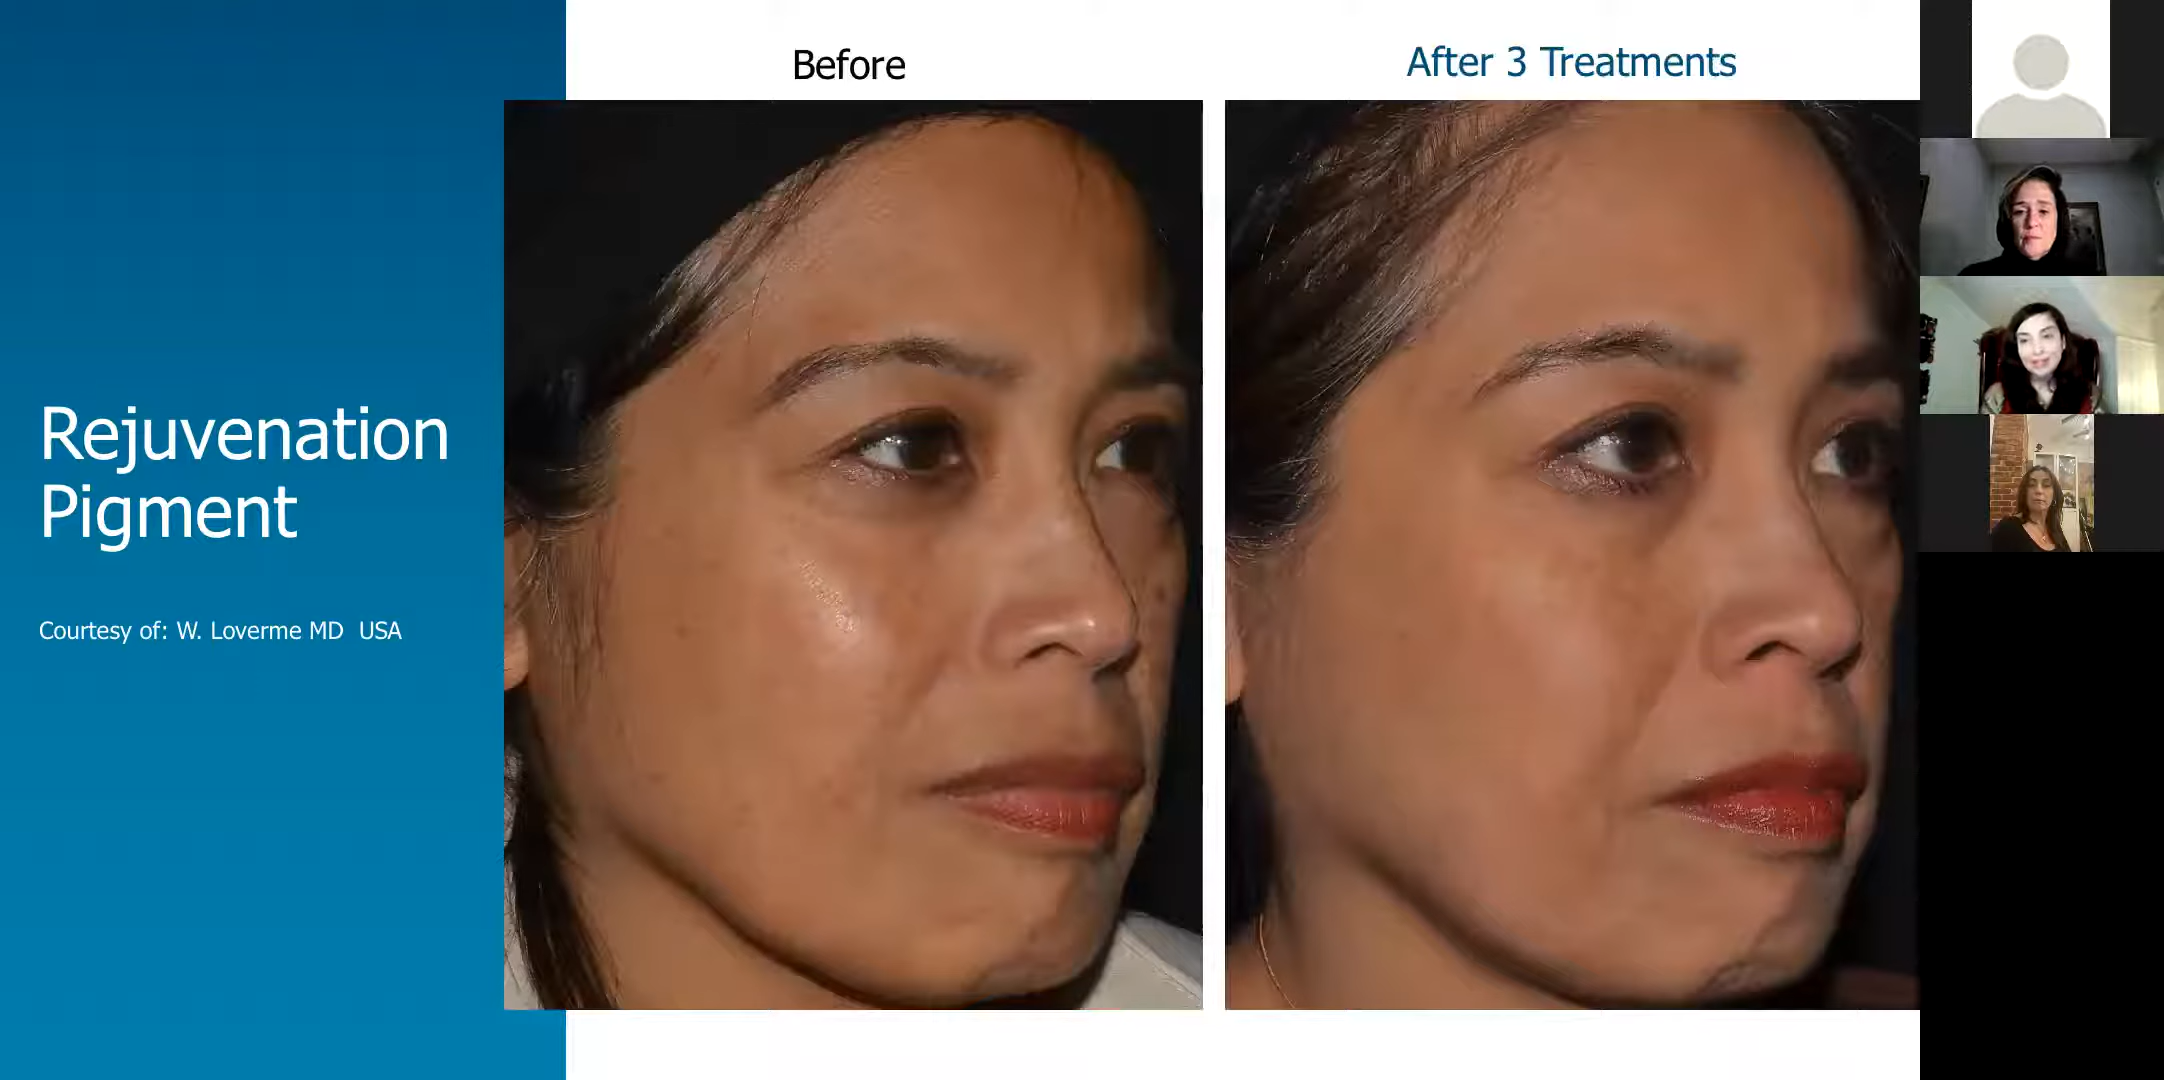 Before
After 3 Treatments
Rejuvenation
Pigment
Courtesy of: W. Loverme MD  USA